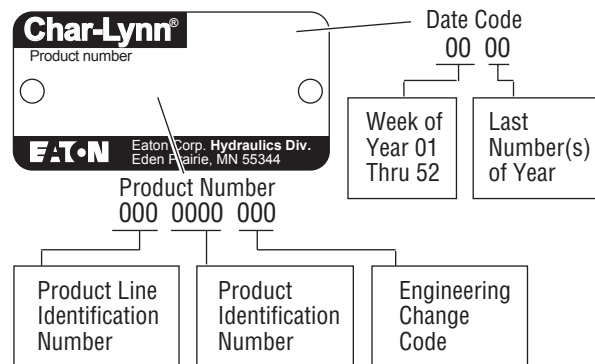 Char-Lynn®
Product number
EATON Eaton Corp. Hydraulics Div.
Eden Prairie, MN 55344
Date Code
00 00
Week of
Year 01
Thru 52
Last
Number(s)
of Year
Product Number
000 0000 000
Product Line
Identification
Number
Product
Identification
Number
Engineering
Change
Code